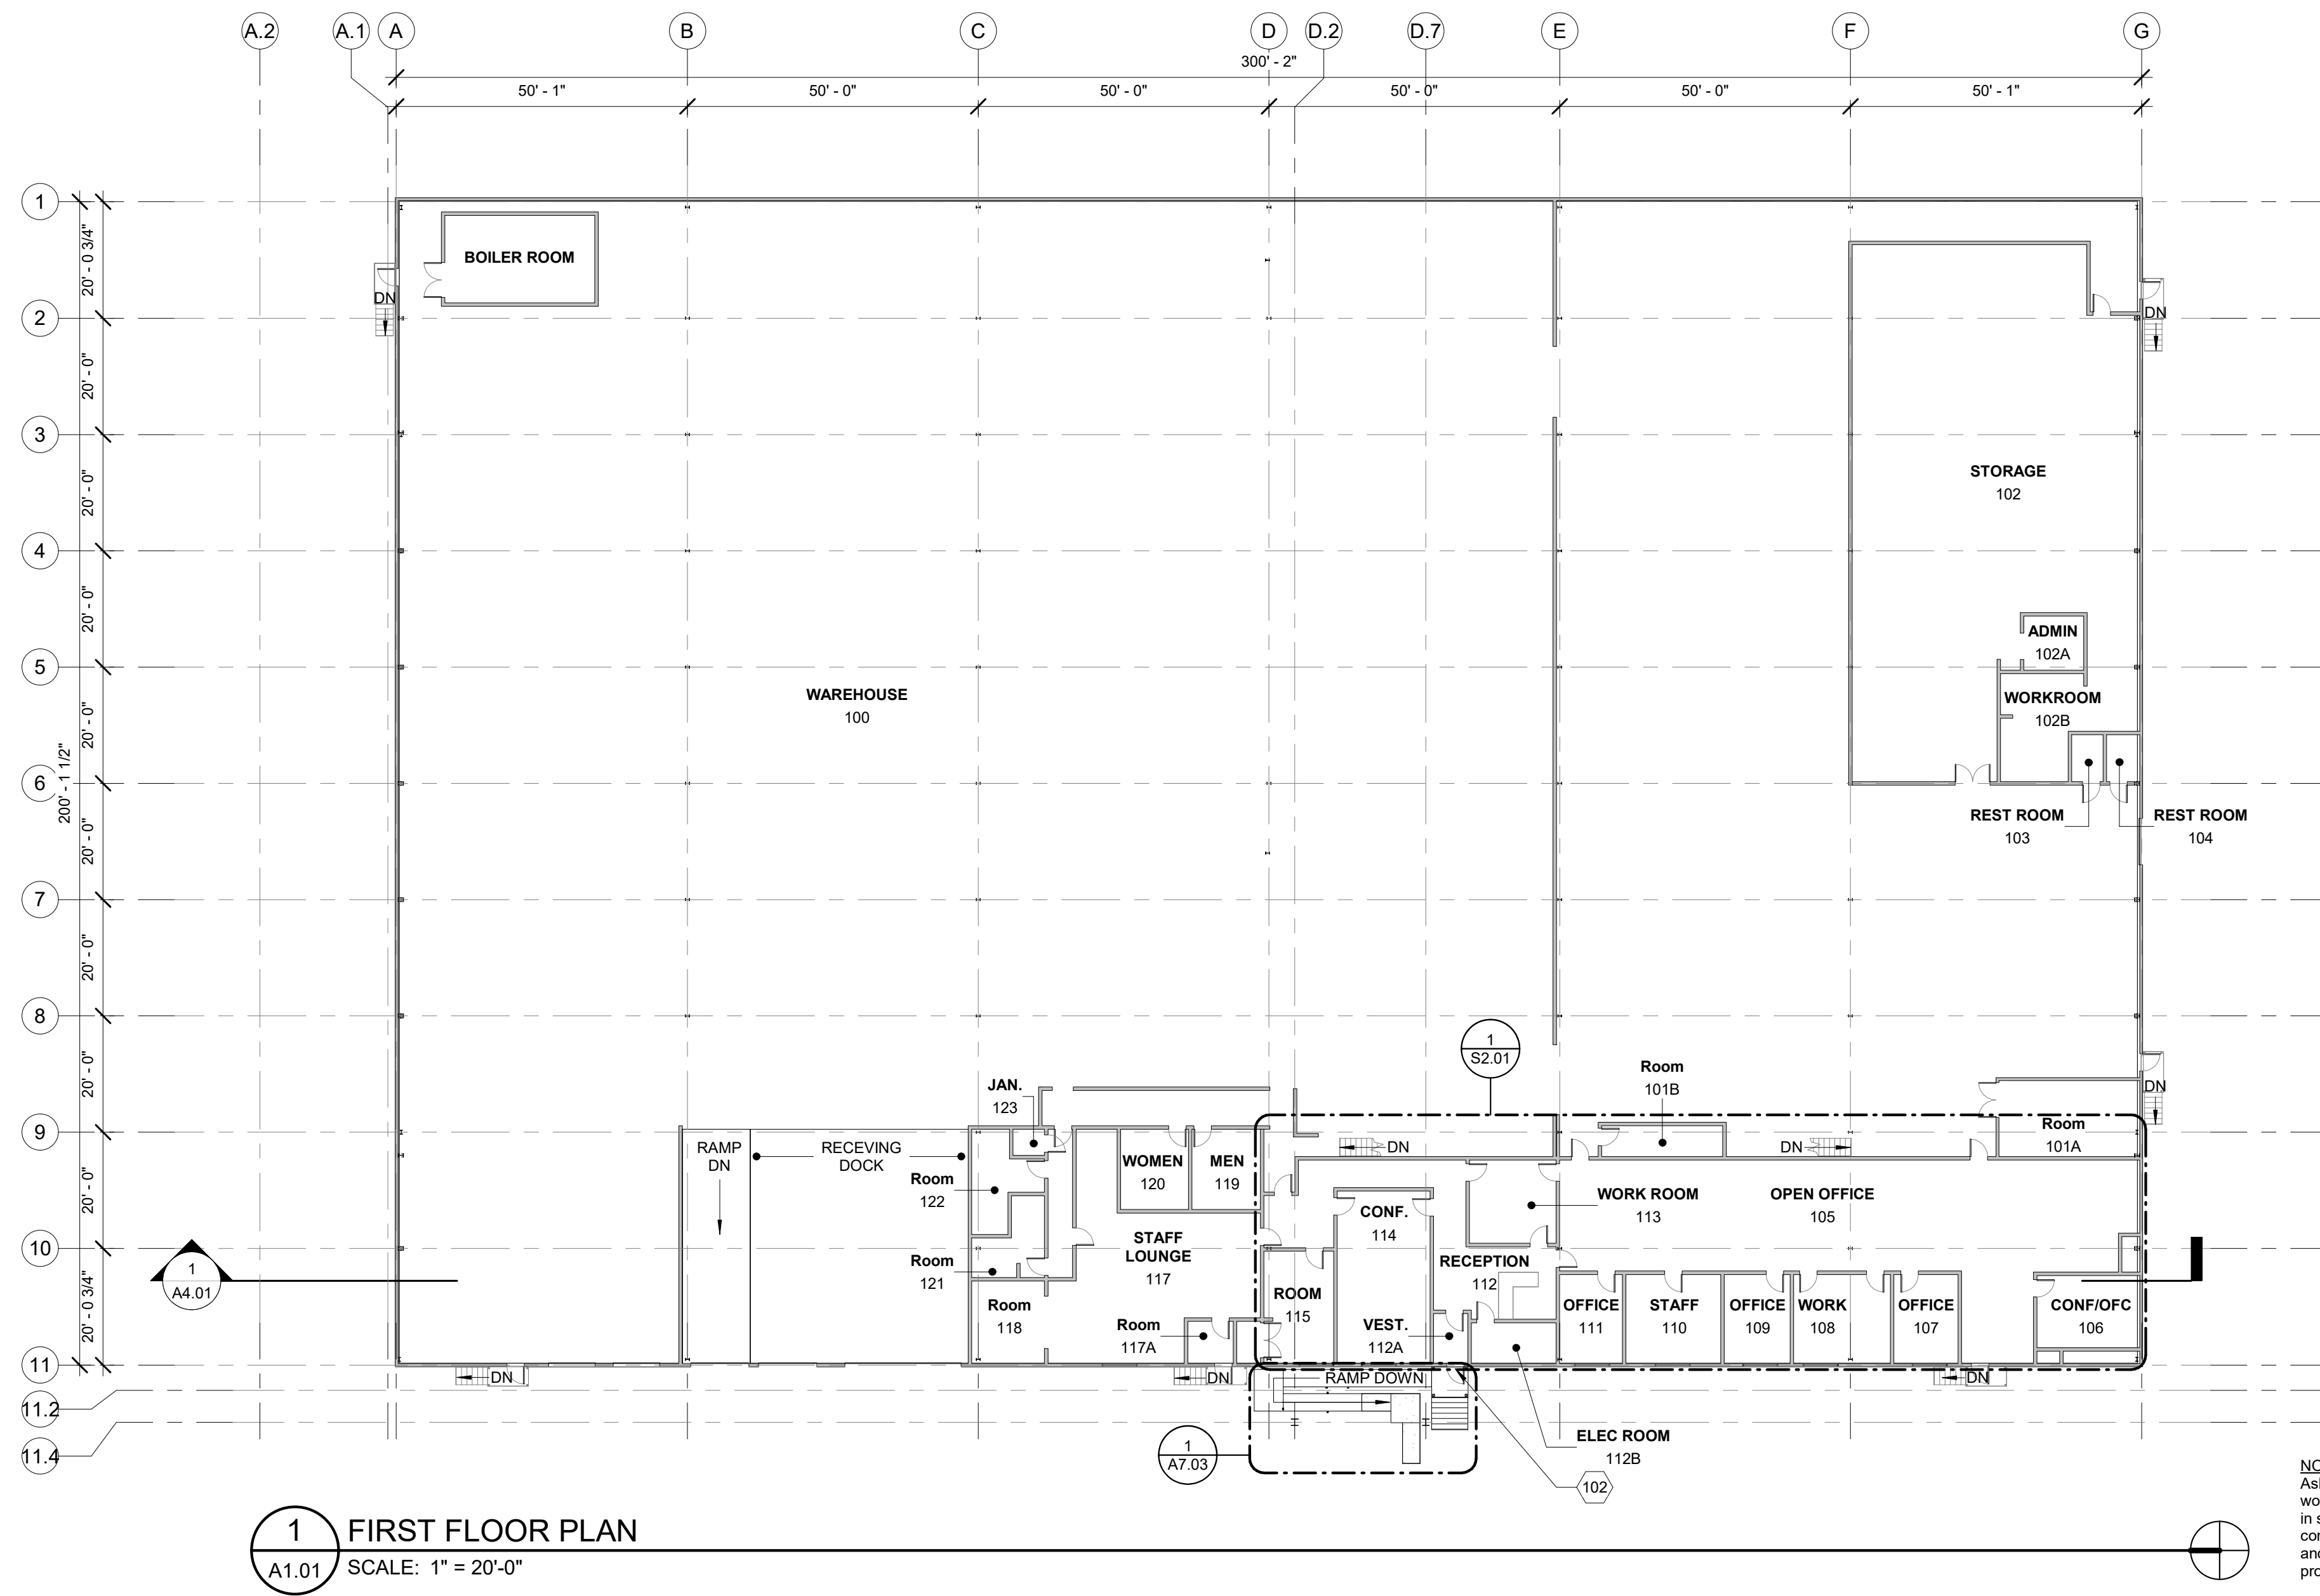 A.2
A.1
A
B
C
D
D.2
D.7
E
F
G
300' - 2"
50' - 1"
50' - 0"
50' - 0"
50' - 0"
50' - 0"
50' - 1"
1
20' - 0 3/4"
2
20' - 0"
3
20' - 0"
4
20' - 0"
5
20' - 0"
200' - 1 1/2"
6
20' - 0"
7
20' - 0"
8
20' - 0"
9
20' - 0"
10
20' - 0 3/4"
11
11.2
11.4
BOILER ROOM
DN
DN
STORAGE
102
ADMIN
102A
WAREHOUSE
100
WORKROOM
102B
REST ROOM
103
REST ROOM
104
1
S2.01
Room
101B
JAN.
123
DN
RAMP
DN
RECEVING
DOCK
WOMEN
120
MEN
119
DN
DN
Room
101A
Room
122
CONF.
114
WORK ROOM
113
OPEN OFFICE
105
STAFF
LOUNGE
117
Room
121
RECEPTION
112
1
A4.01
Room
118
ROOM
115
OFFICE
111
STAFF
110
OFFICE
109
WORK
108
OFFICE
107
CONF/OFC
106
Room
117A
VEST.
112A
DN
DN
RAMP DOWN
DN
1
A7.03
ELEC ROOM
112B
102
1
A1.01
FIRST FLOOR PLAN
SCALE: 1" = 20'-0"